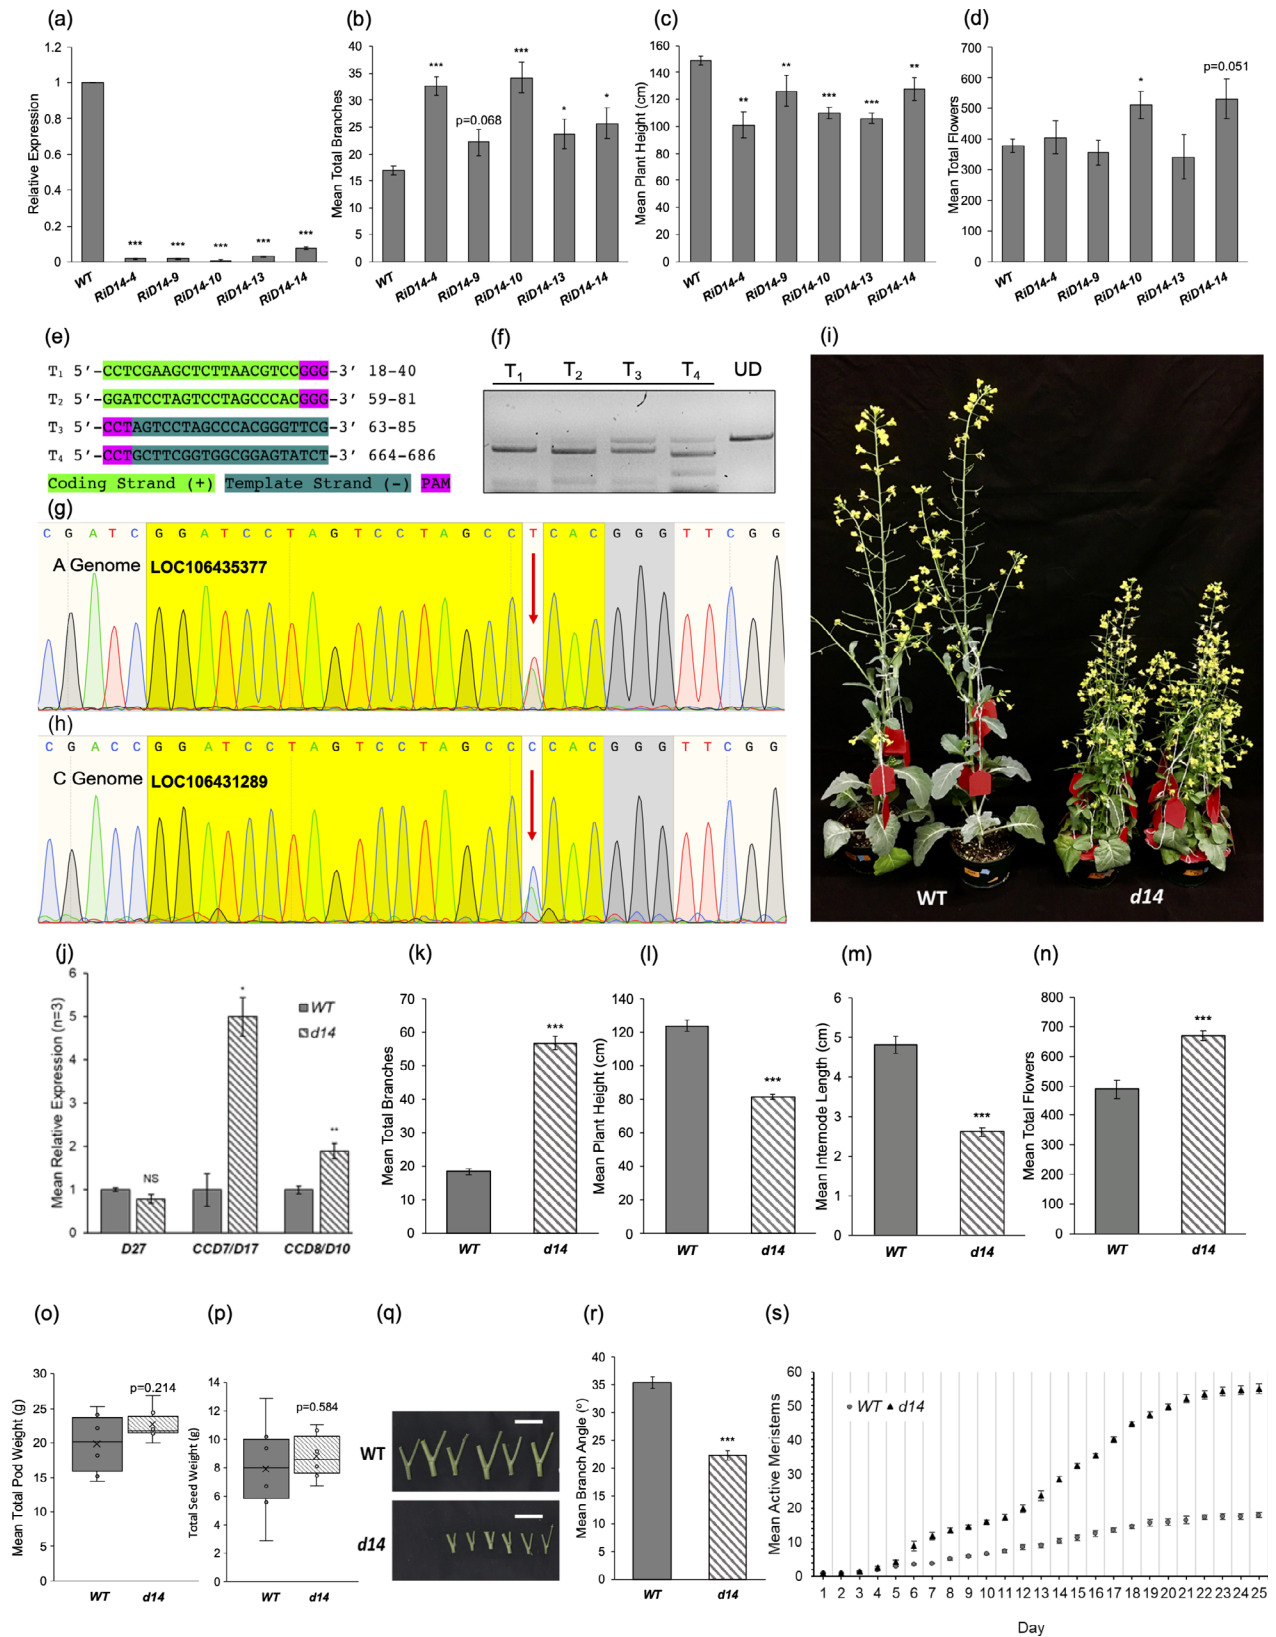 (a)
(b)
(c)
(d)
Relative Expression
1.2
1
0.8
0.6
0.4
0.2
0
***
***
***
***
***
WT
RiD14-4
RiD14-9
RiD14-10
RiD14-13
RiD14-14
Mean Total Branches
40
35
30
25
20
15
10
5
0
***
p=0.068
***
*
*
WT
RiD14-4
RiD14-9
RiD14-10
RiD14-13
RiD14-14
Mean Plant Height (cm)
160
140
120
100
80
60
40
20
0
**
**
***
***
**
WT
RiD14-4
RiD14-9
RiD14-10
RiD14-13
RiD14-14
Mean Total Flowers
700
600
500
400
300
200
100
0
*
p=0.051
WT
RiD14-4
RiD14-9
RiD14-10
RiD14-13
RiD14-14
(e)
T1 5’-CCTCGAAGCTCTTAACGTCCGGG-3’ 18-40
T2 5’-GGATCCTAGTCCTAGCCCACGGG-3’ 59-81
T3 5’-CCTAGTCCTAGCCCACGGGTTCG-3’ 63-85
T4 5’-CCTGCTTCGGTGGCGGAGTATCT-3’ 664-686
Coding Strand (+) Template Strand (-) PAM
(f)
T1 T2 T3 T4 UD
(g)
C G A T C G G A T C C T A G T C C T A G C C T C A C G G G T T C G G
A Genome LOC106435377
(h)
C G A C C G G A T C C T A G T C C T A G C C C C A C G G G T T C G G
C Genome LOC106431289
(i)
WT
d14
(j)
Mean Relative Expression (n=3)
6
5
4
3
2
1
0
WT
d14
NS
*
**
D27
CCD7/D17
CCD8/D10
(k)
Mean Total Branches
70
60
50
40
30
20
10
0
***
WT
d14
(l)
Mean Plant Height (cm)
140
120
100
80
60
40
20
0
***
WT
d14
(m)
Mean Internode Length (cm)
6
5
4
3
2
1
0
***
WT
d14
(n)
Mean Total Flowers
800
700
600
500
400
300
200
100
0
***
WT
d14
(o)
Mean Total Pod Weight (g)
30
25
20
15
10
5
0
p=0.214
WT
d14
(p)
Total Seed Weight (g)
14
12
10
8
6
4
2
0
p=0.584
WT
d14
(q)
WT
d14
(r)
Mean Branch Angle (°)
40
35
30
25
20
15
10
5
0
***
WT
d14
(s)
Mean Active Meristems
60
50
40
30
20
10
0
WT d14
1 2 3 4 5 6 7 8 9 10 11 12 13 14 15 16 17 18 19 20 21 22 23 24 25
Day